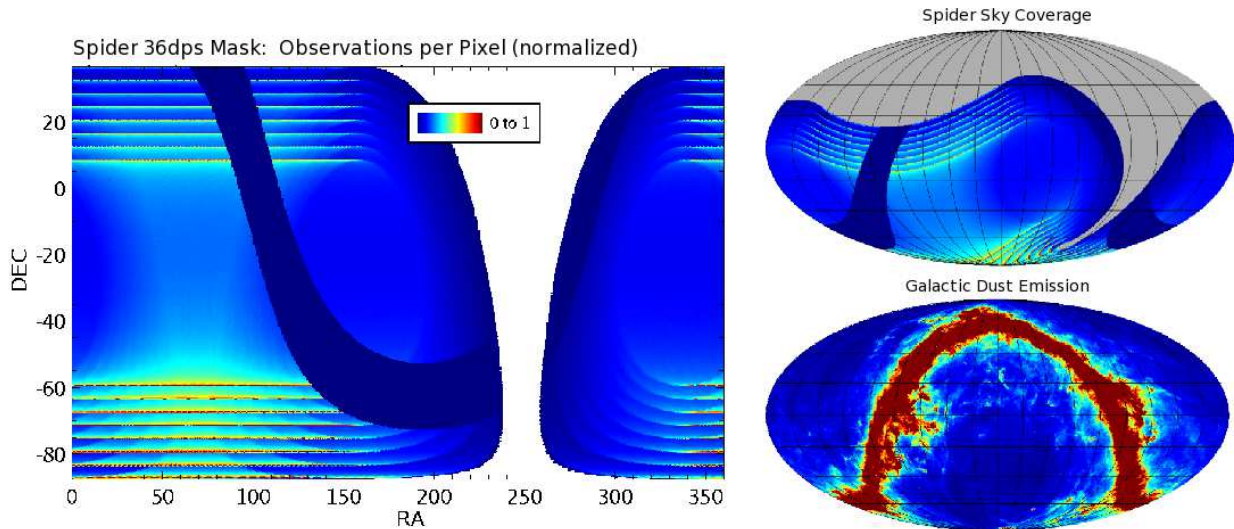 Spider 36dps Mask: Observations per Pixel (normalized)
0 to 1
DEC
20
0
-20
-40
-60
-80
0
50
100
150
200
250
300
350
RA
Spider Sky Coverage
Galactic Dust Emission